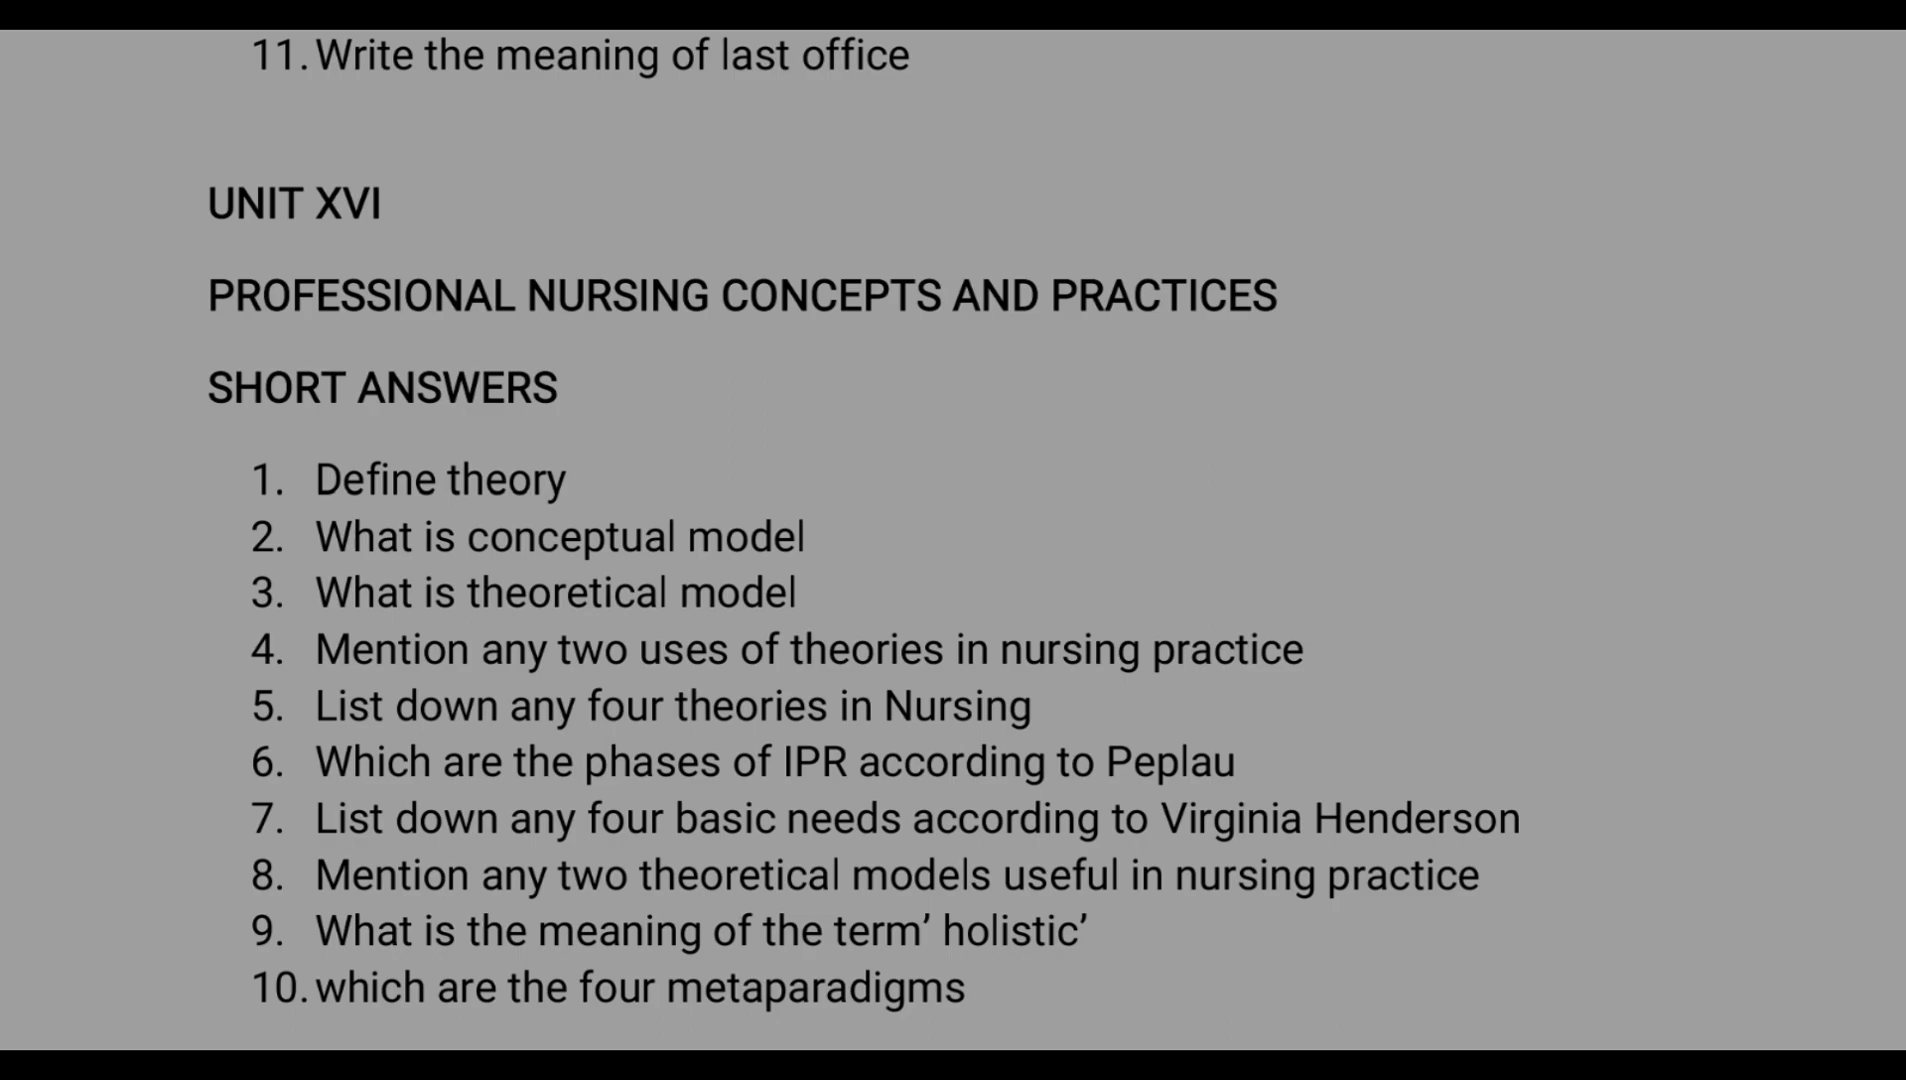 11. Write the meaning of last office
UNIT XVI
PROFESSIONAL NURSING CONCEPTS AND PRACTICES
SHORT ANSWERS
1. Define theory
2. What is conceptual model
3. What is theoretical model
4. Mention any two uses of theories in nursing practice
5. List down any four theories in Nursing
6. Which are the phases of IPR according to Peplau
7. List down any four basic needs according to Virginia Henderson
8. Mention any two theoretical models useful in nursing practice
9. What is the meaning of the term’ holistic’
10. which are the four metaparadigms